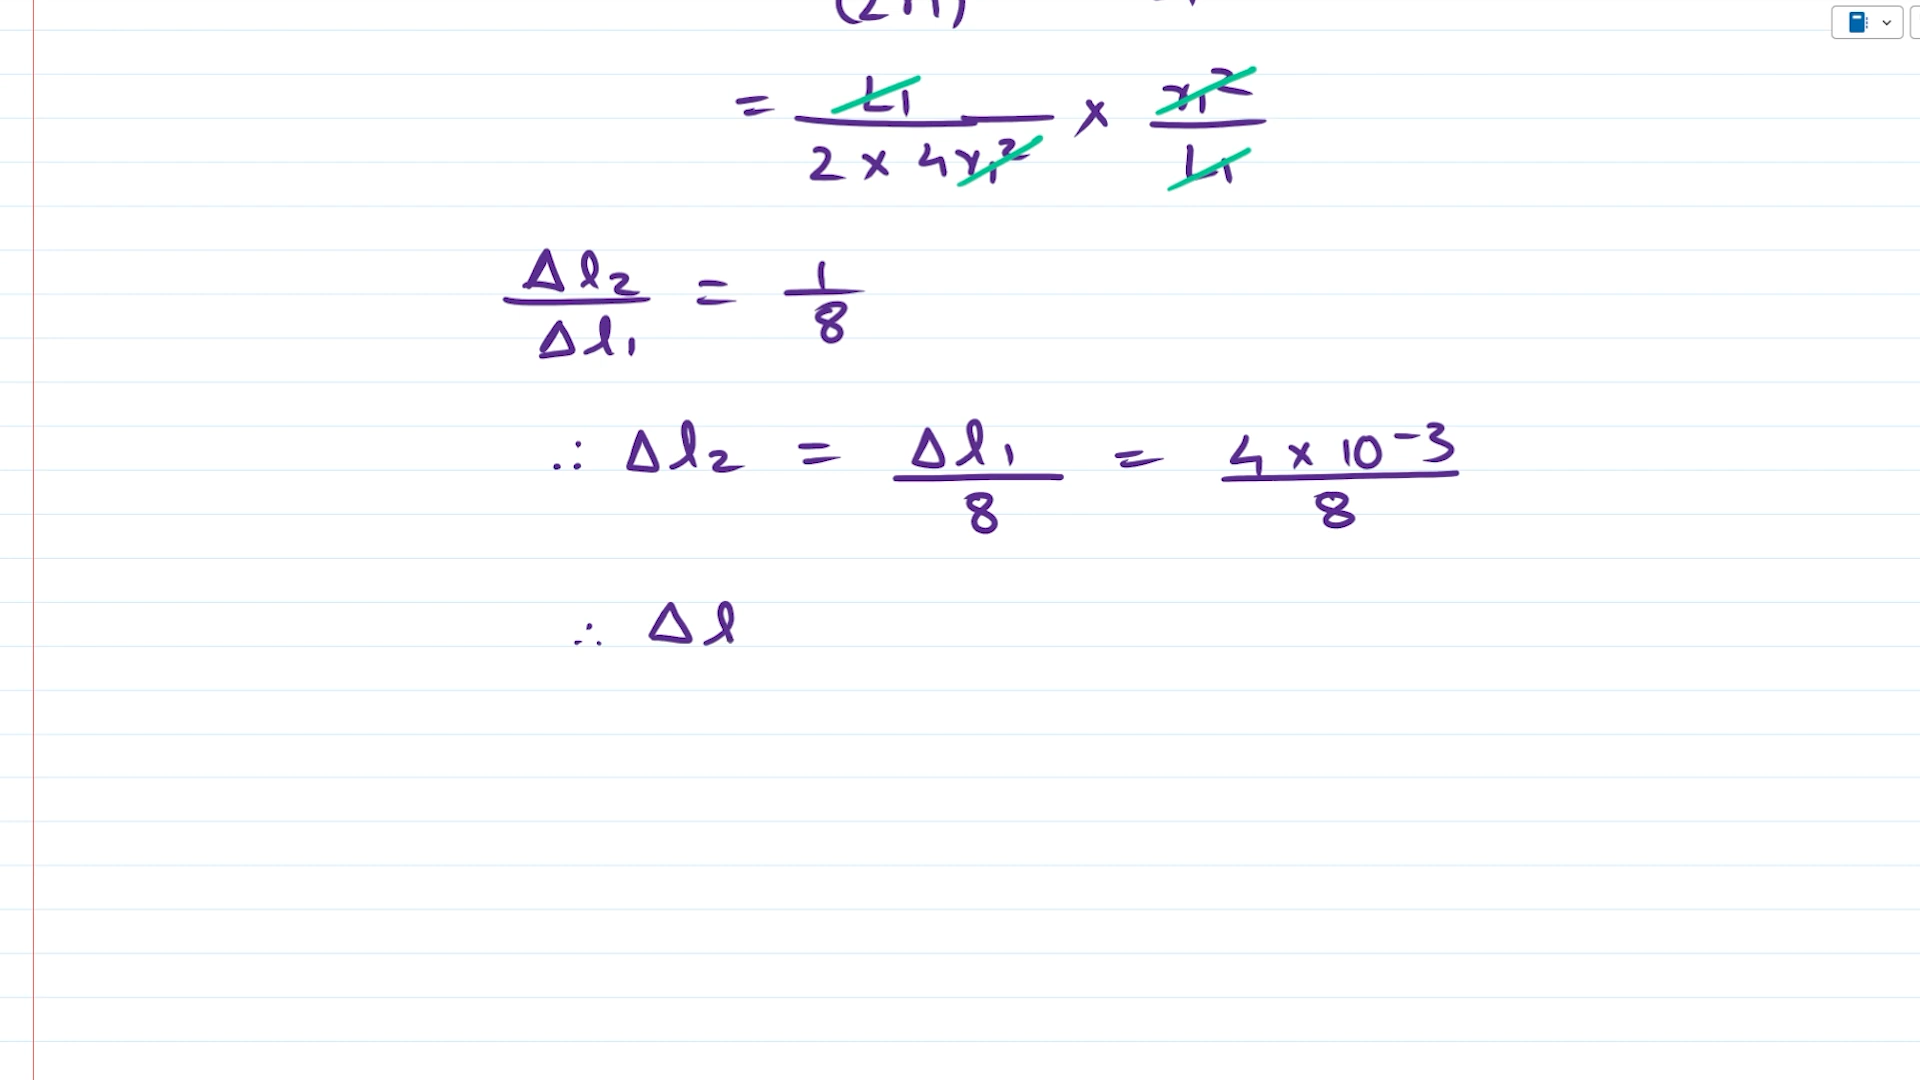 = L₁ / (2 × 4r₁²) × r₁² / L₁
Δl₂ / Δl₁ = 1 / 8
∴ Δl₂ = Δl₁ / 8 = 4 × 10⁻³ / 8
∴ Δl